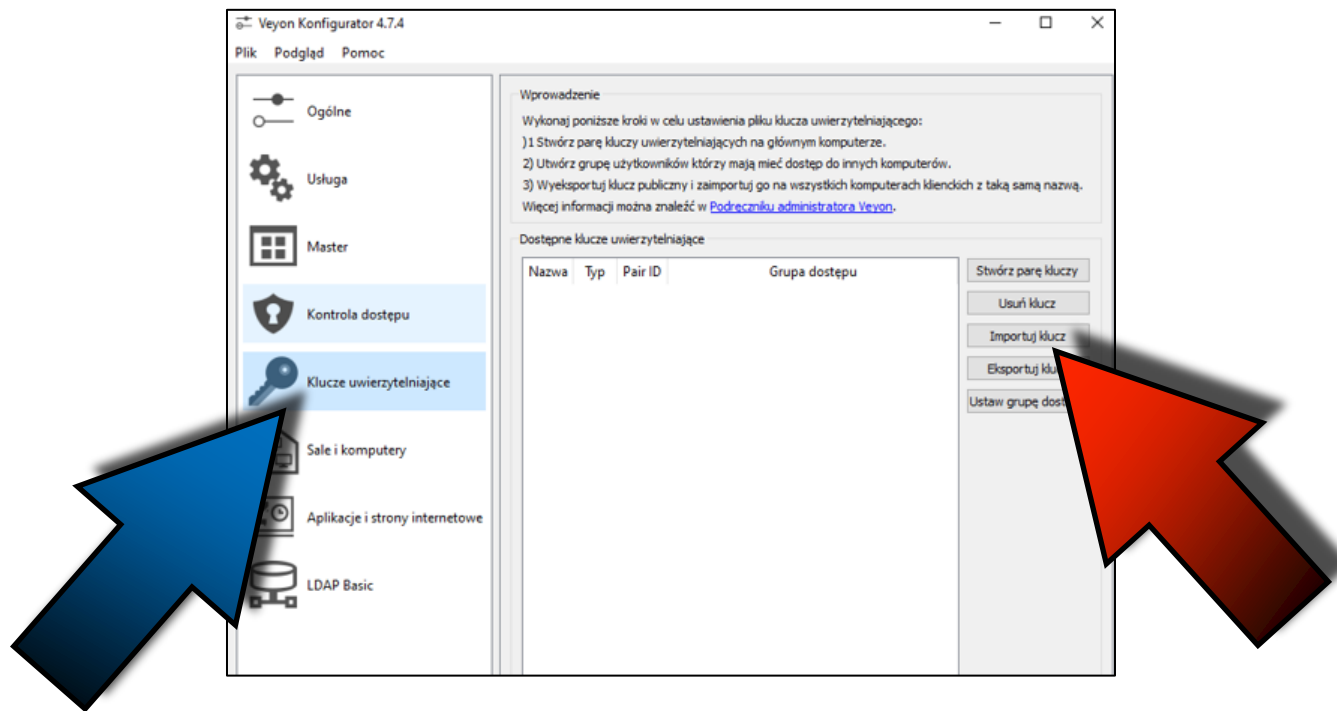 Veyon Konfigurator 4.7.4
Plik Podgląd Pomoc
Ogólne
Usługa
Master
Kontrola dostępu
Klucze uwierzytelniające
Sale i komputery
Aplikacje i strony internetowe
LDAP Basic
Wprowadzenie
Wykonaj poniższe kroki w celu ustawienia pliku klucza uwierzytelniającego:
)1 Stwórz parę kluczy uwierzytelniających na głównym komputerze.
2) Utwórz grupę użytkowników którzy mają mieć dostęp do innych komputerów.
3) Wyeksportuj klucz publiczny i zaimportuj go na wszystkich komputerach klienckich z taką samą nazwą.
Więcej informacji można znaleźć w Podręczniku administratora Veyon.
Dostępne klucze uwierzytelniające
Nazwa Typ Pair ID Grupa dostępu
Stwórz parę kluczy
Usuń klucz
Importuj klucz
Eksportuj
Ustaw grupę